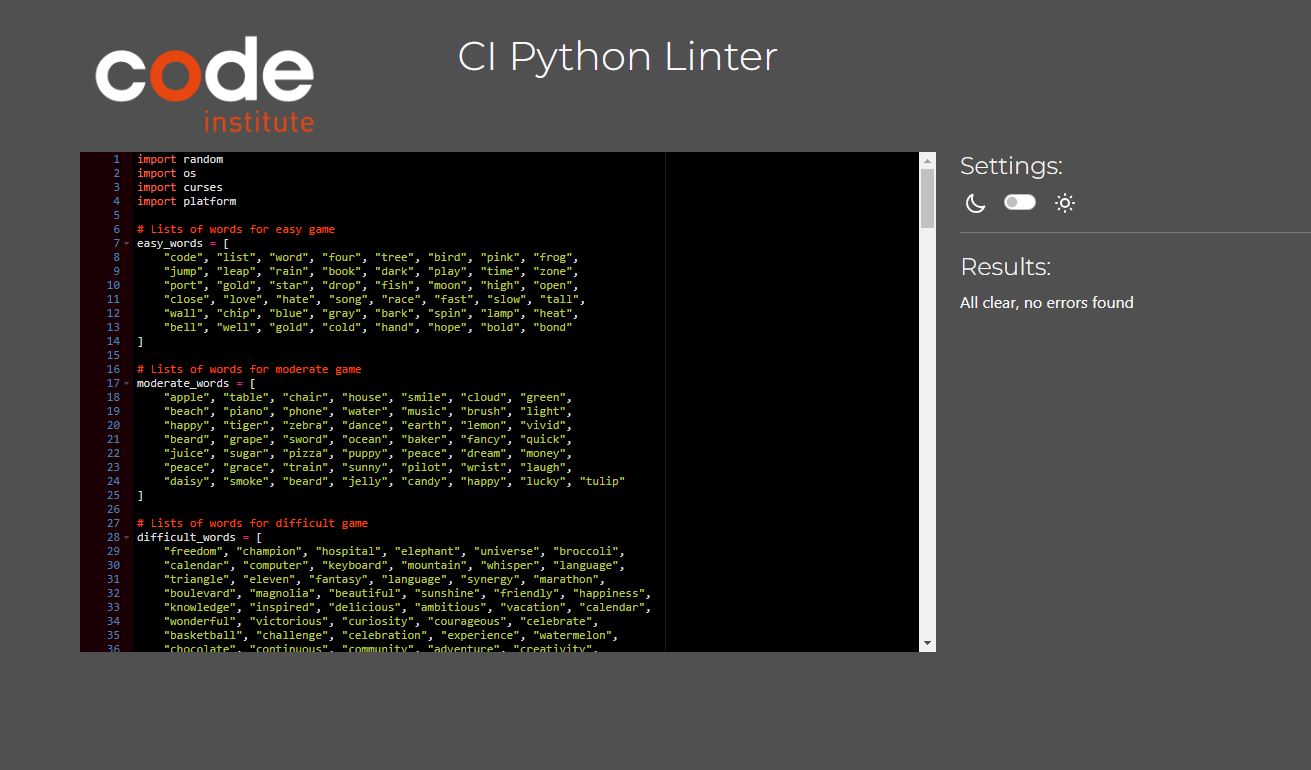 code
institute
CI Python Linter
1 import random
2 import os
3 import curses
4 import platform
5
6 # Lists of words for easy game
7 easy_words = [
8 "code", "list", "word", "four", "tree", "bird", "pink", "frog",
9 "jump", "leap", "rain", "book", "dark", "play", "time", "zone",
10 "port", "gold", "star", "drop", "fish", "moon", "high", "open",
11 "close", "love", "hate", "song", "race", "fast", "slow", "tall",
12 "wall", "chip", "blue", "gray", "bark", "spin", "lamp", "heat",
13 "bell", "well", "gold", "cold", "hand", "hope", "bold", "bond"
14 ]
15
16 # Lists of words for moderate game
17 moderate_words = [
18 "apple", "table", "chair", "house", "smile", "cloud", "green",
19 "beach", "piano", "phone", "water", "music", "brush", "light",
20 "happy", "tiger", "zebra", "dance", "earth", "lemon", "vivid",
21 "beard", "grape", "sword", "ocean", "baker", "fancy", "quick",
22 "juice", "sugar", "pizza", "puppy", "peace", "dream", "money",
23 "peace", "grace", "train", "sunny", "pilot", "wrist", "laugh",
24 "daisy", "smoke", "beard", "jelly", "candy", "happy", "lucky", "tulip"
25 ]
26
27 # Lists of words for difficult game
28 difficult_words = [
29 "freedom", "champion", "hospital", "elephant", "universe", "broccoli",
30 "calendar", "computer", "keyboard", "mountain", "whisper", "language",
31 "triangle", "eleven", "fantasy", "language", "synergy", "marathon",
32 "boulevard", "magnolia", "beautiful", "sunshine", "friendly", "happiness",
33 "knowledge", "inspired", "delicious", "ambitious", "vacation", "calendar",
34 "wonderful", "victorious", "curiosity", "courageous", "celebrate",
35 "basketball", "challenge", "celebration", "experience", "watermelon",
36 "chocolate", "continuous", "community", "adventure", "creativity",
Settings:
Results:
All clear, no errors found